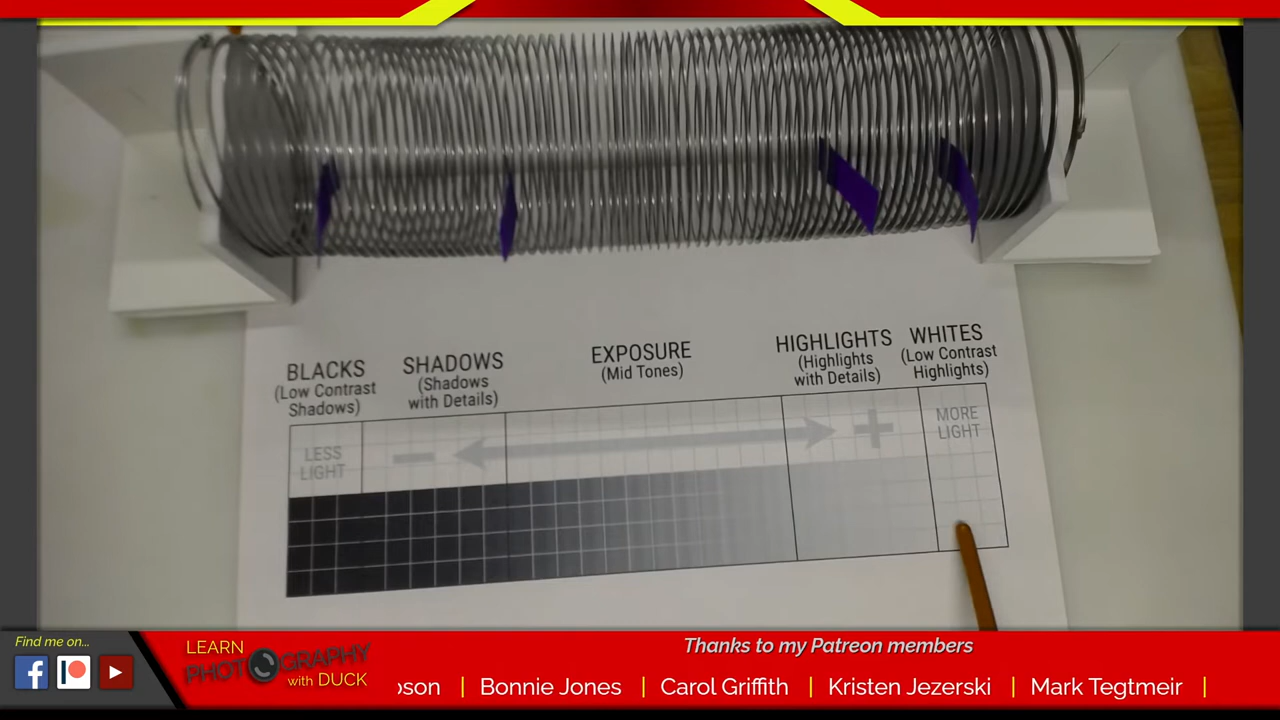 BLACKS
(Low Contrast
Shadows)
SHADOWS
(Shadows
with Details)
EXPOSURE
(Mid Tones)
HIGHLIGHTS
(Highlights
with Details)
WHITES
(Low Contrast
Highlights)
LESS
LIGHT
MORE
LIGHT
Find me on...
LEARN
PHOTOGRAPHY
with DUCK
Thanks to my Patreon members
son | Bonnie Jones | Carol Griffith | Kristen Jezerski | Mark Tegtmeir |